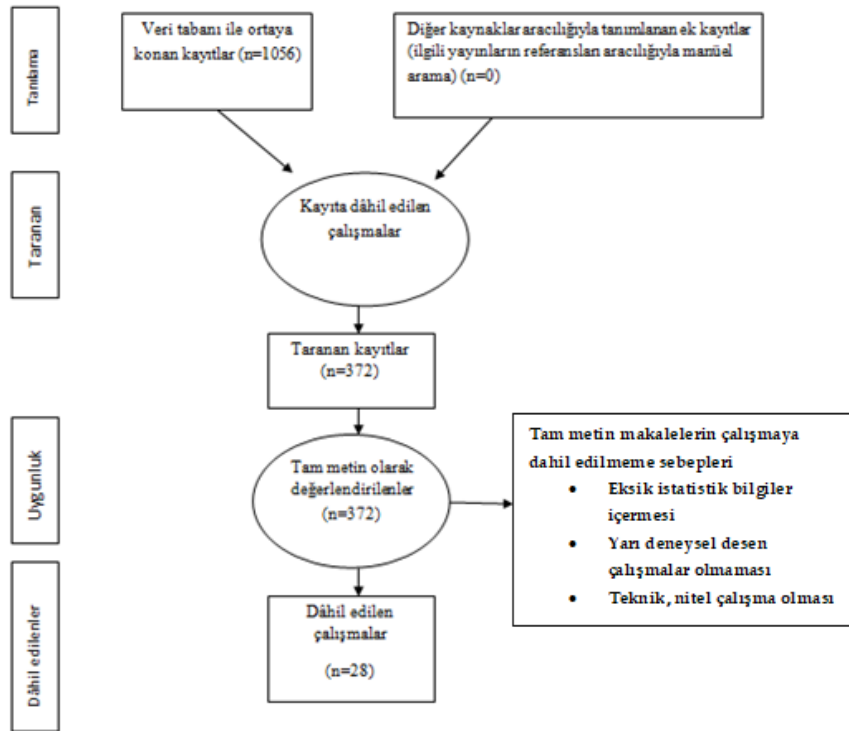 Tanılama
Veri tabanı ile ortaya
konan kayıtlar (n=1056)
Diğer kaynaklar aracılığıyla tanımlanan ek kayıtlar
(ilgili yayınların referansları aracılığıyla manüel
arama) (n=0)
Taranan
Kayıta dâhil edilen
çalışmalar
Taranan kayıtlar
(n=372)
Uygunluk
Tam metin olarak
değerlendirilenler
(n=372)
Tam metin makalelerin çalışmaya
dahil edilmeme sebepleri
• Eksik istatistik bilgiler
içermesi
• Yarı deneysel desen
çalışmalar olmaması
• Teknik, nitel çalışma olması
Dâhil edilenler
Dâhil edilen
çalışmalar
(n=28)